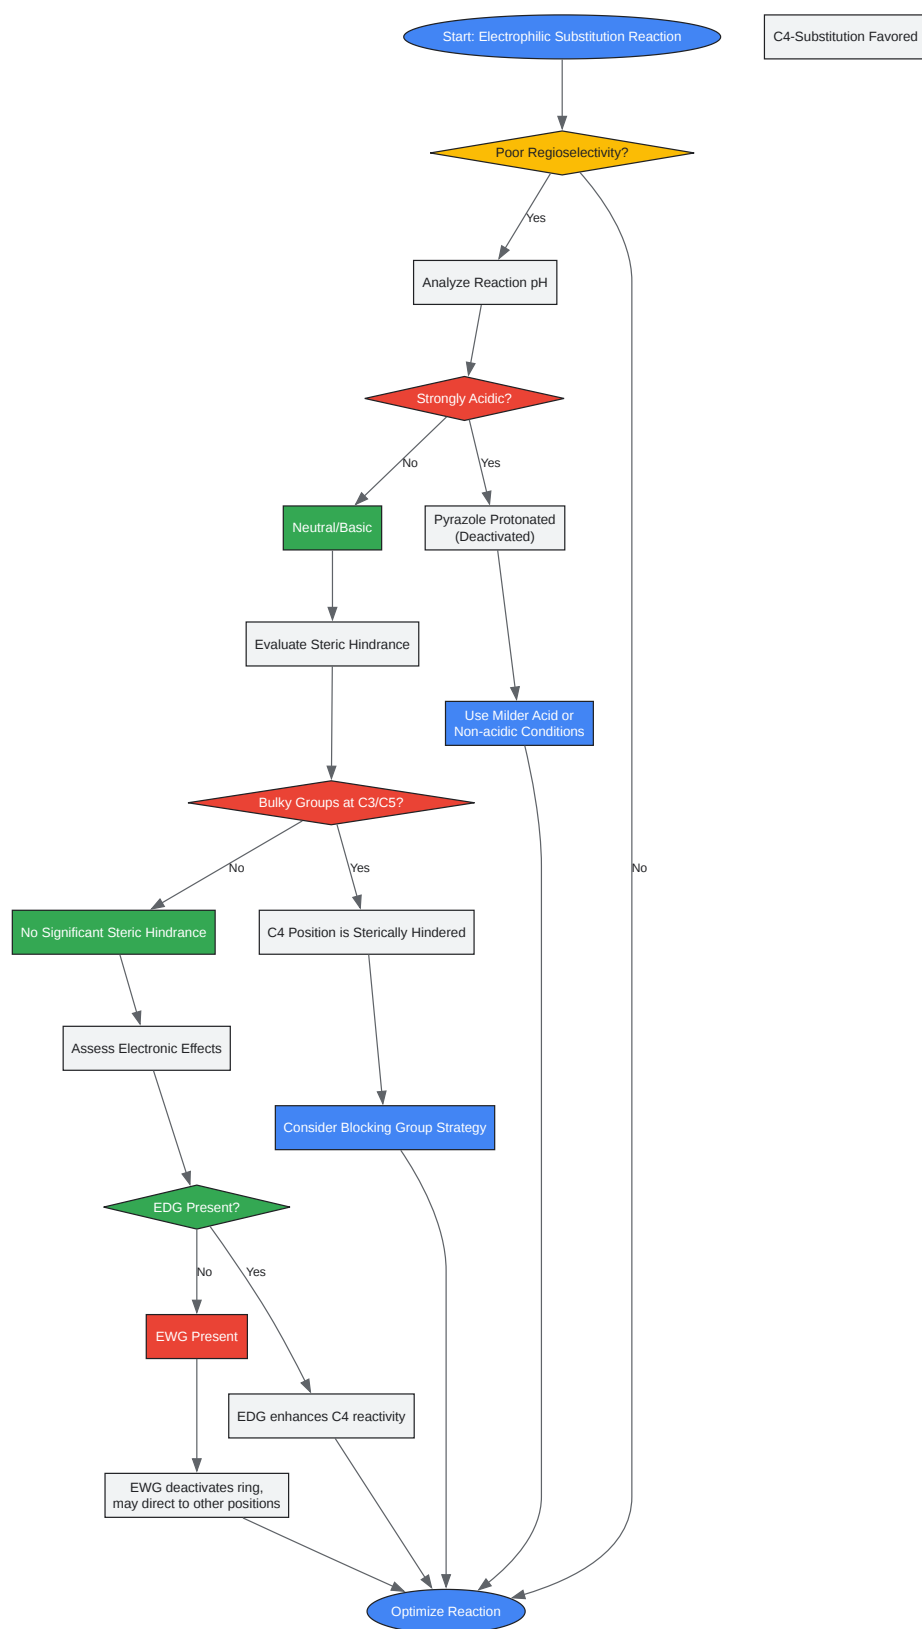 Start: Electrophilic Substitution Reaction
C4-Substitution Favored
Poor Regioselectivity?
Yes
Analyze Reaction pH
Strongly Acidic?
No
Yes
Neutral/Basic
Pyrazole Protonated
(Deactivated)
Evaluate Steric Hindrance
Use Milder Acid or
Non-acidic Conditions
Bulky Groups at C3/C5?
No
Yes
No
No Significant Steric Hindrance
C4 Position is Sterically Hindered
Assess Electronic Effects
Consider Blocking Group Strategy
EDG Present?
No
Yes
EWG Present
EDG enhances C4 reactivity
EWG deactivates ring,
may direct to other positions
Optimize Reaction